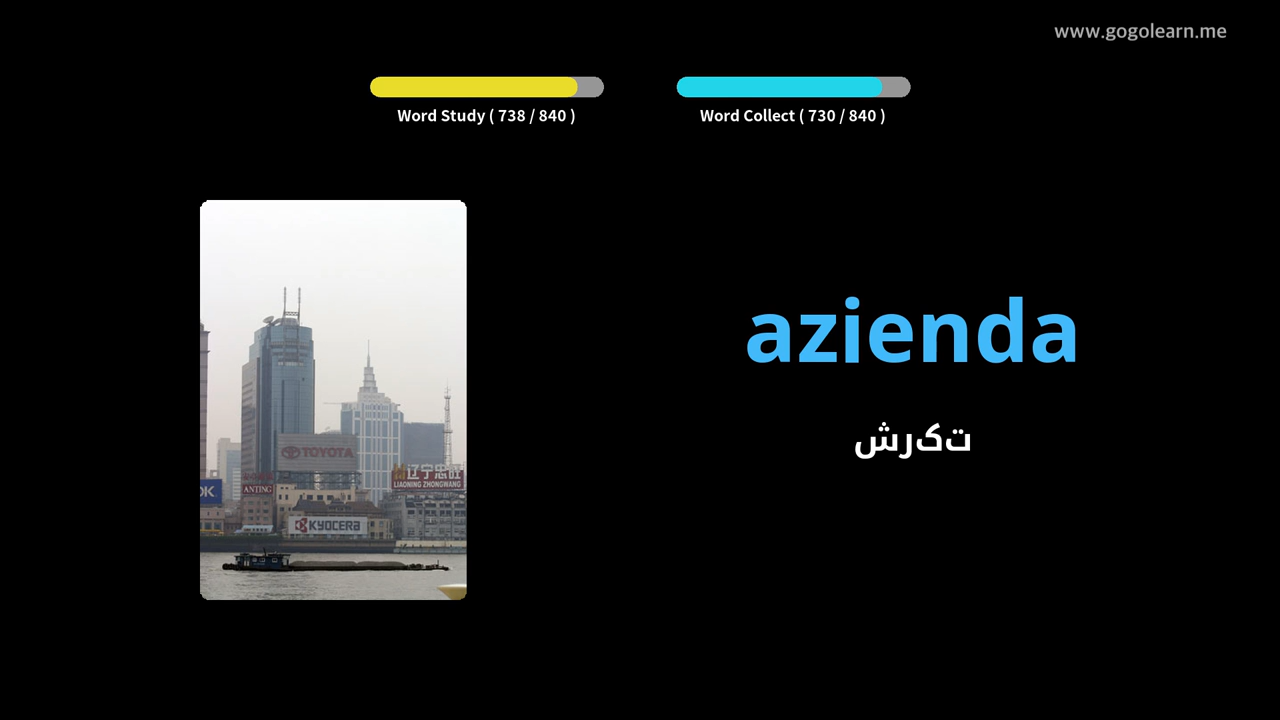 www.gogolearn.me
Word Study ( 738 / 840 )
Word Collect ( 730 / 840 )
azienda
تکرش
TOYOTA
辽宁忠旺
LIAONING ZHONGWANG
OK
ANTING
KYOCERA